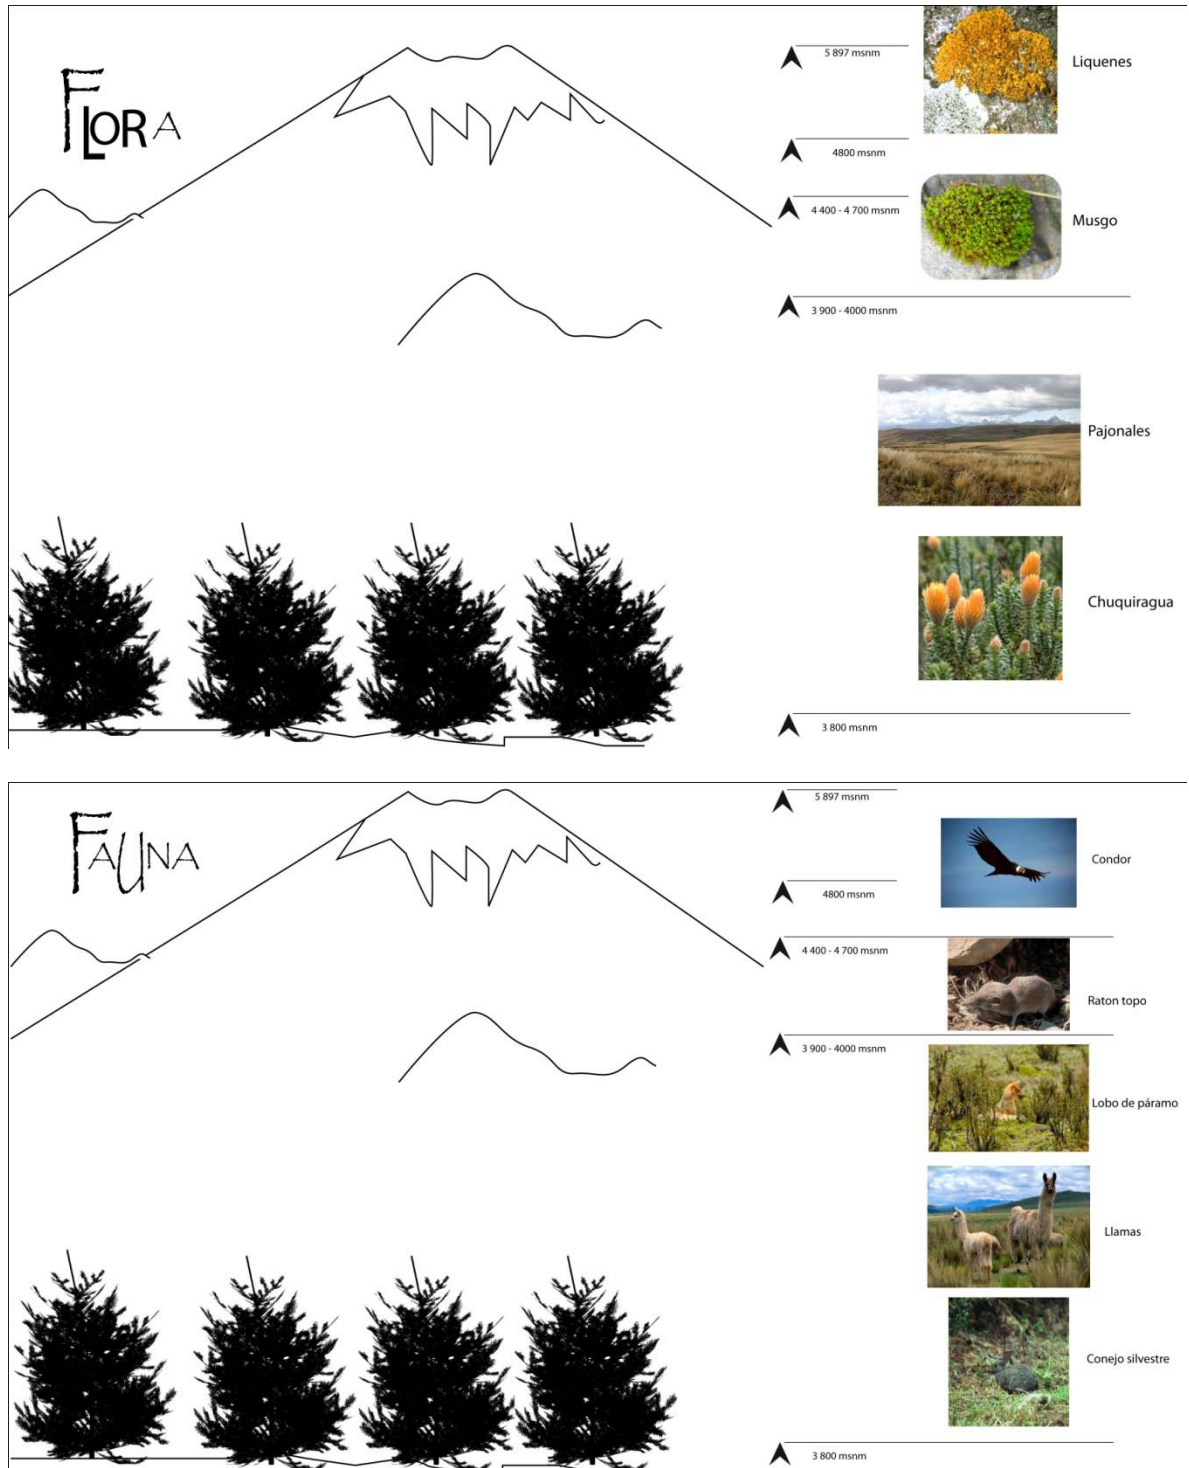 FLORA
5 897 msnm
Liquenes
4800 msnm
4 400 - 4 700 msnm
Musgo
3 900 - 4000 msnm
Pajonales
Chuquiragua
3 800 msnm
FAUNA
5 897 msnm
Condor
4800 msnm
4 400 - 4 700 msnm
Raton topo
3 900 - 4000 msnm
Lobo de páramo
Llamas
Conejo silvestre
3 800 msnm